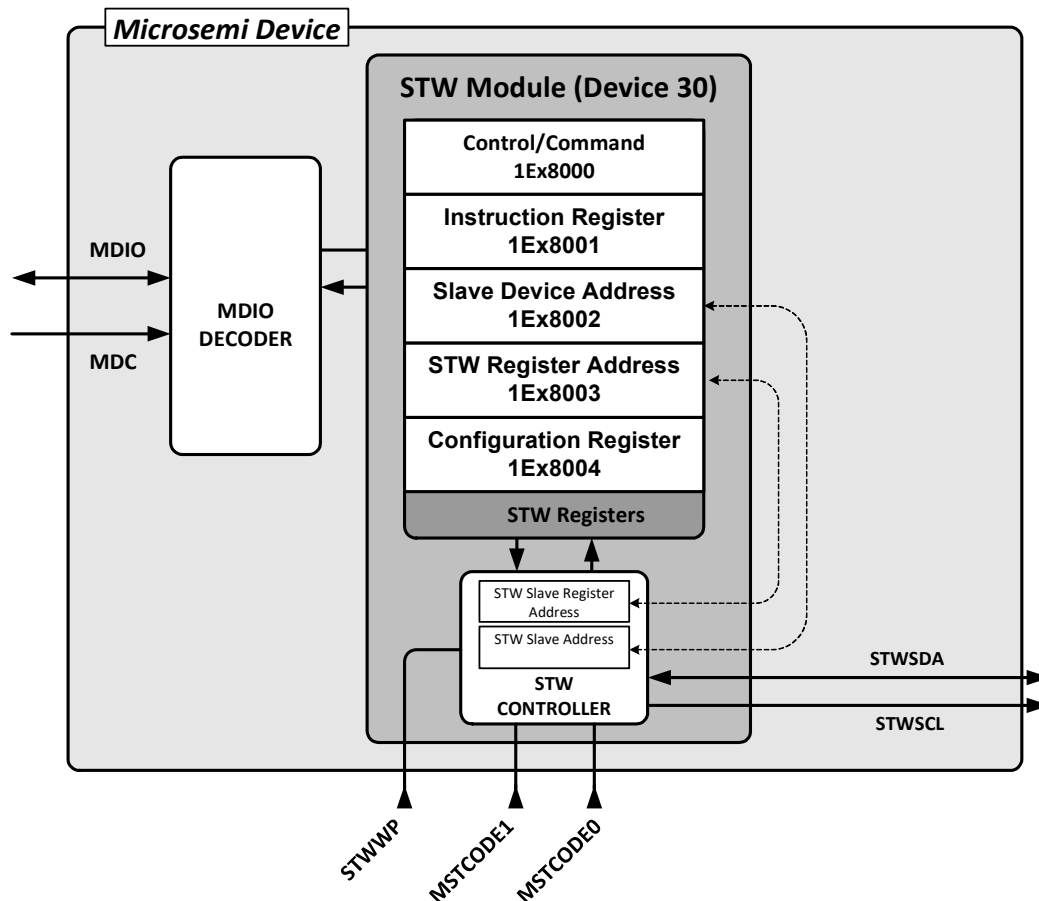 Microsemi Device
STW Module (Device 30)
Control/Command
1Ex8000
Instruction Register
1Ex8001
Slave Device Address
1Ex8002
STW Register Address
1Ex8003
Configuration Register
1Ex8004
STW Registers
MDIO
MDC
MDIO
DECODER
STW Slave Register
Address
STW Slave Address
STW
CONTROLLER
STWSDA
STWSCL
STWWP
MSTCODE1
MSTCODE0